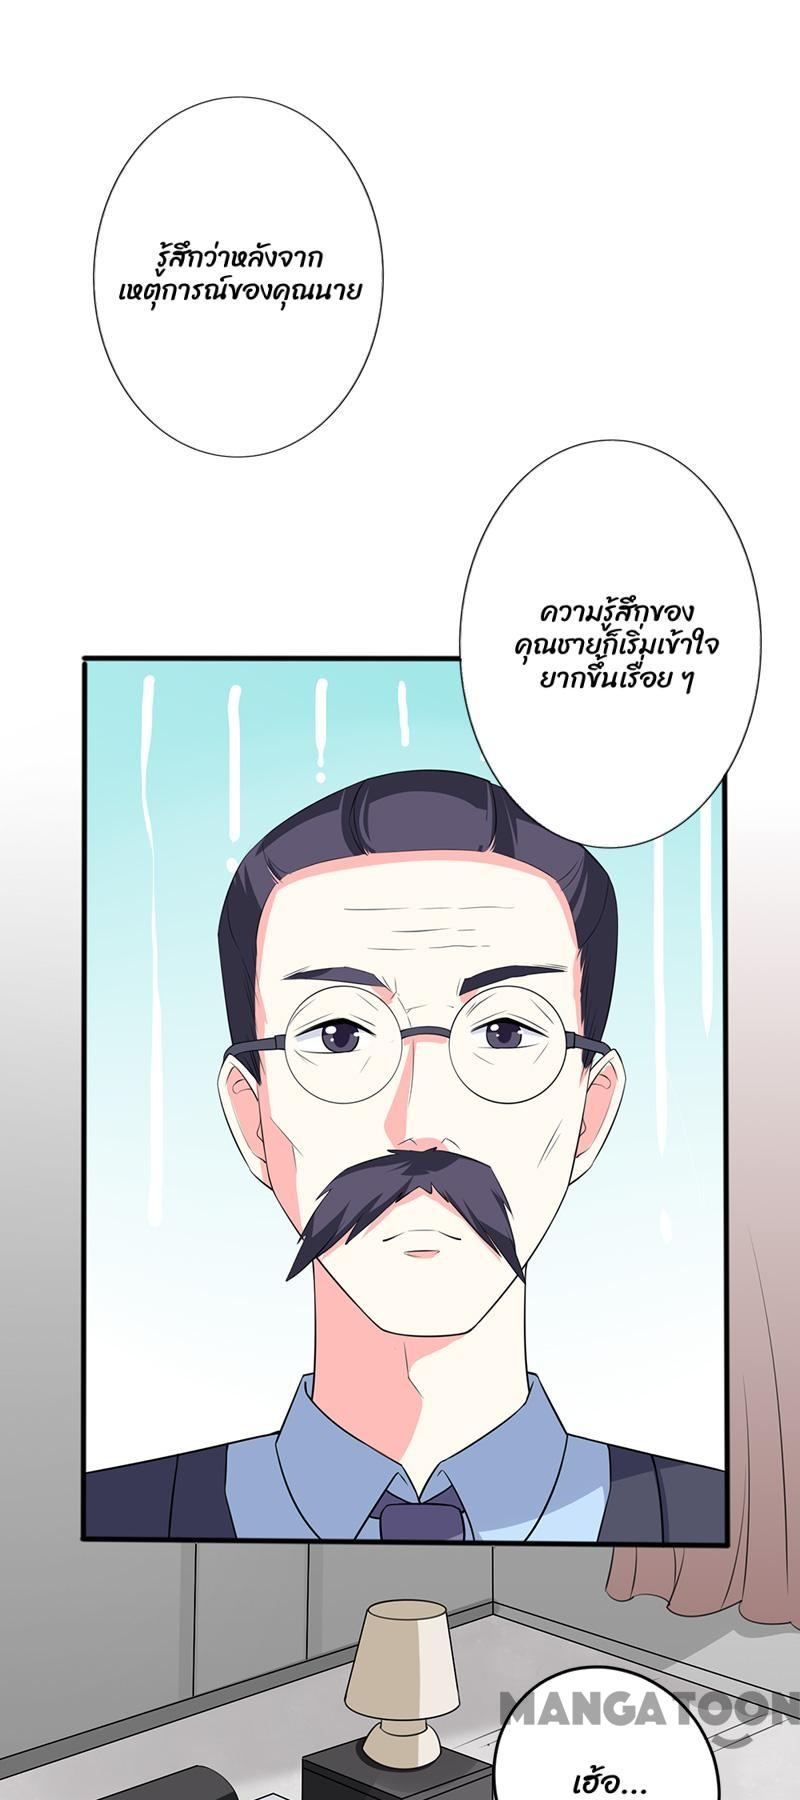 รู้สึกว่าหลังจาก
เหตุการณ์ของคุณนาย
ความรู้สึกของ
คุณชายก็เริ่มเข้าใจ
ยากขึ้นเรื่อย ๆ
MANGATOON
เฮ้อ...